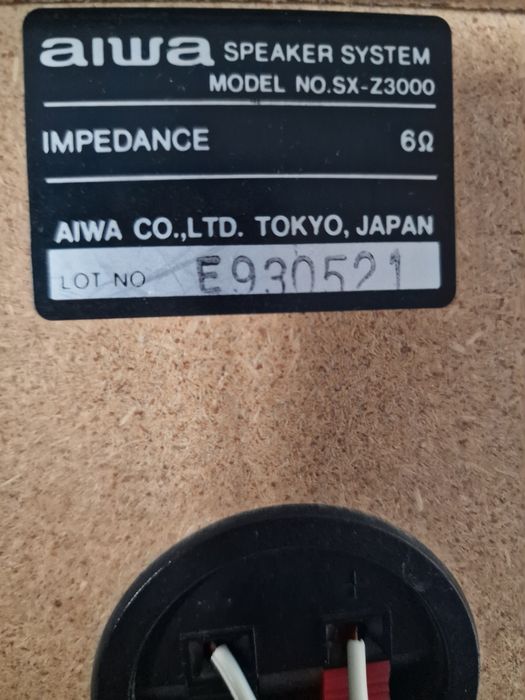 aiwa SPEAKER SYSTEM
MODEL NO.SX-Z3000
IMPEDANCE 6Ω
AIWA CO.,LTD. TOKYO, JAPAN
LOT NO E930521
+